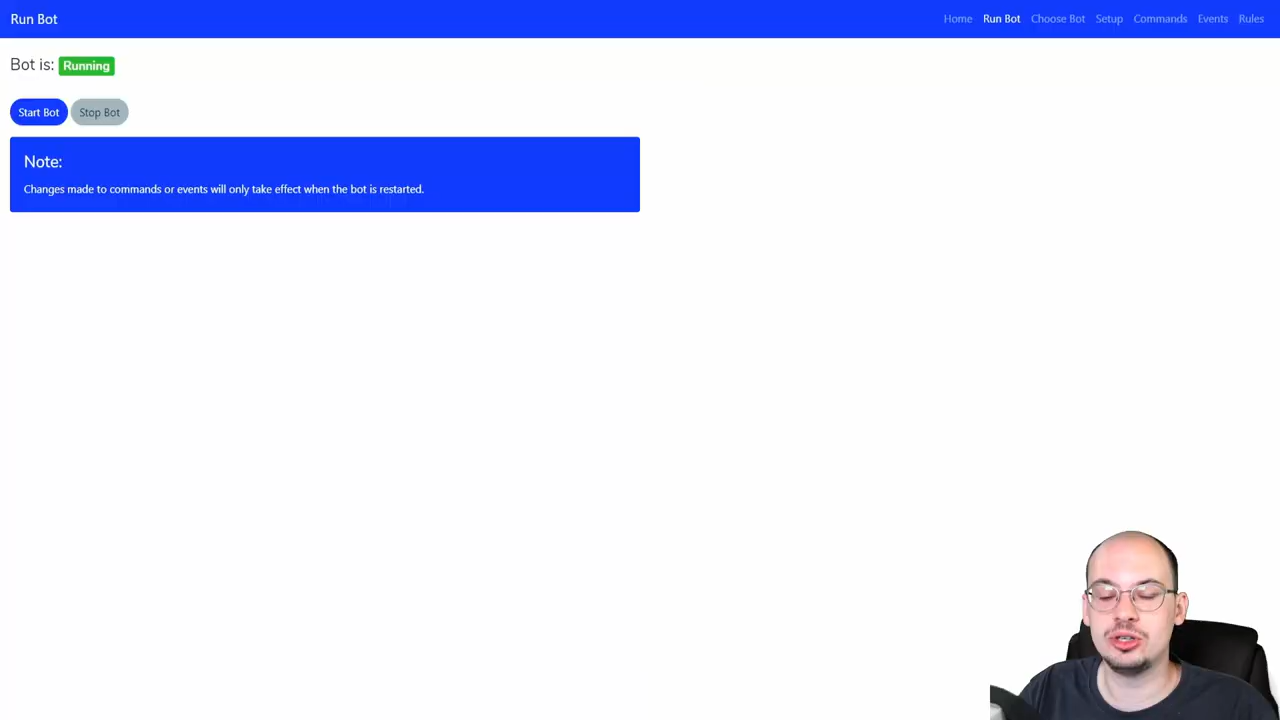 Run Bot
Home Run Bot Choose Bot Setup Commands Events Rules
Bot is: Running
Start Bot Stop Bot
Note:
Changes made to commands or events will only take effect when the bot is restarted.